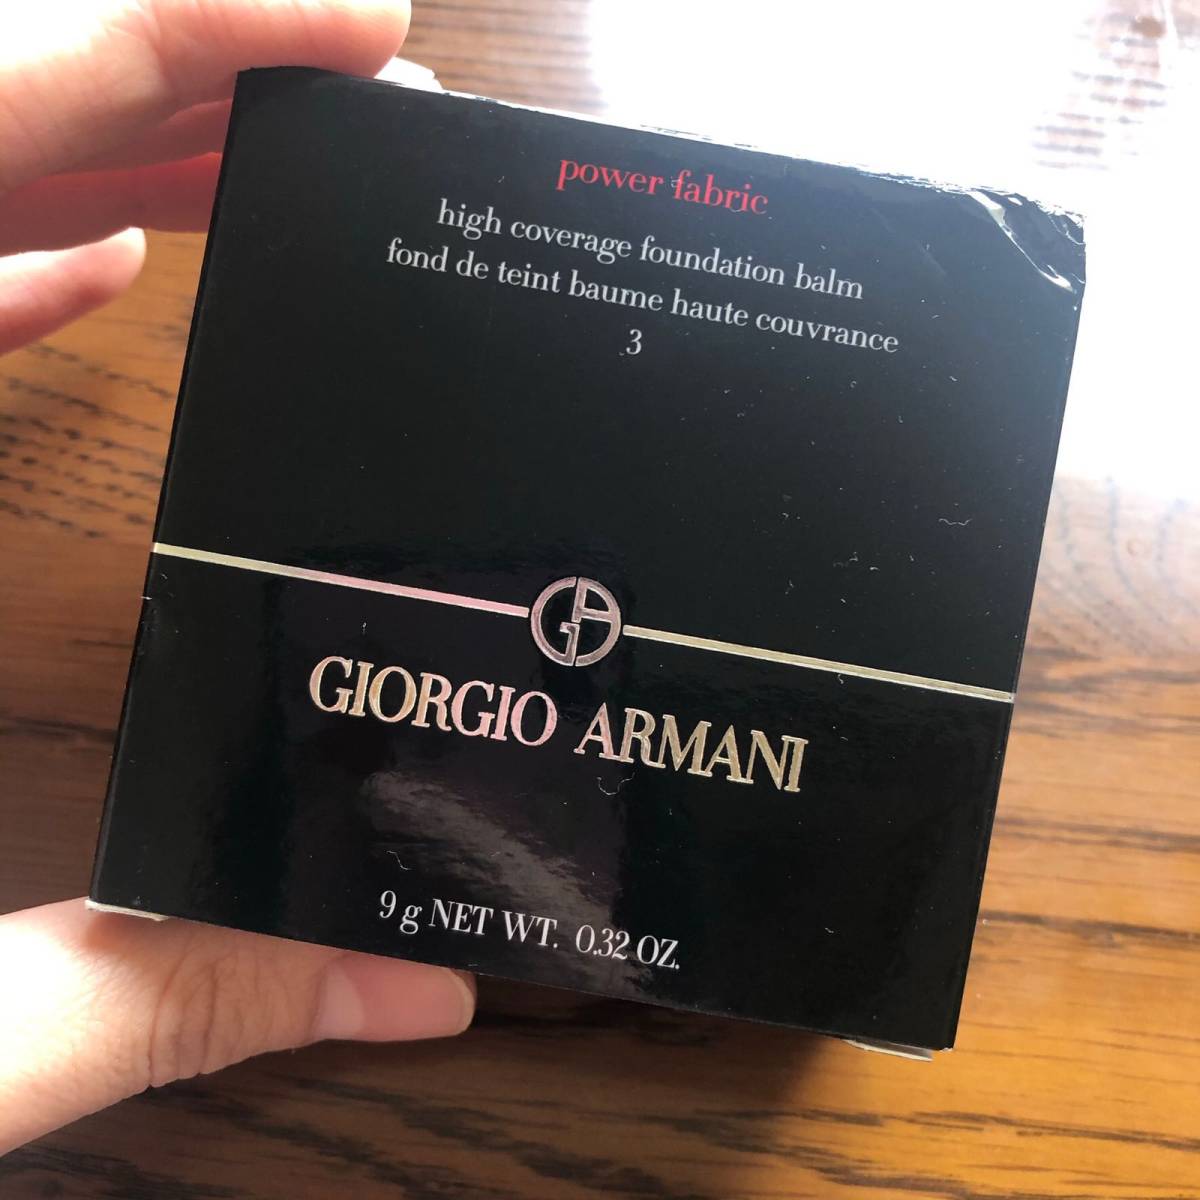 power fabric
high coverage foundation balm
fond de teint baume haute couvrance
3
GA
GIORGIO ARMANI
9 g NET WT. 0.32 OZ.